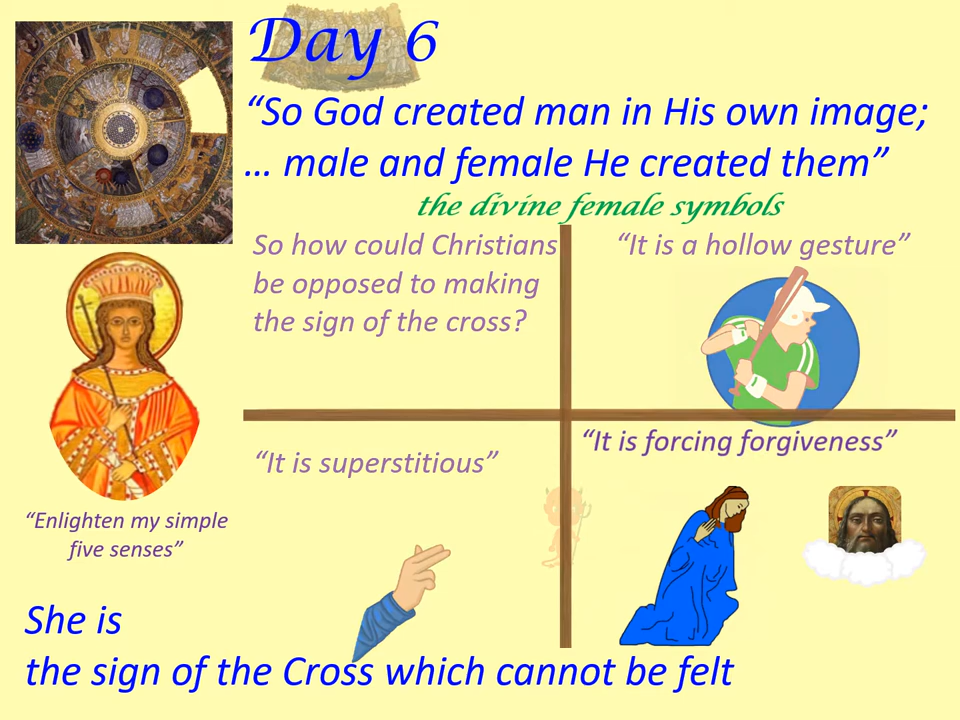 Day 6
“So God created man in His own image;
… male and female He created them”
the divine female symbols
So how could Christians
be opposed to making
the sign of the cross?
“It is a hollow gesture”
“It is superstitious”
“It is forcing forgiveness”
“Enlighten my simple
five senses”
She is
the sign of the Cross which cannot be felt